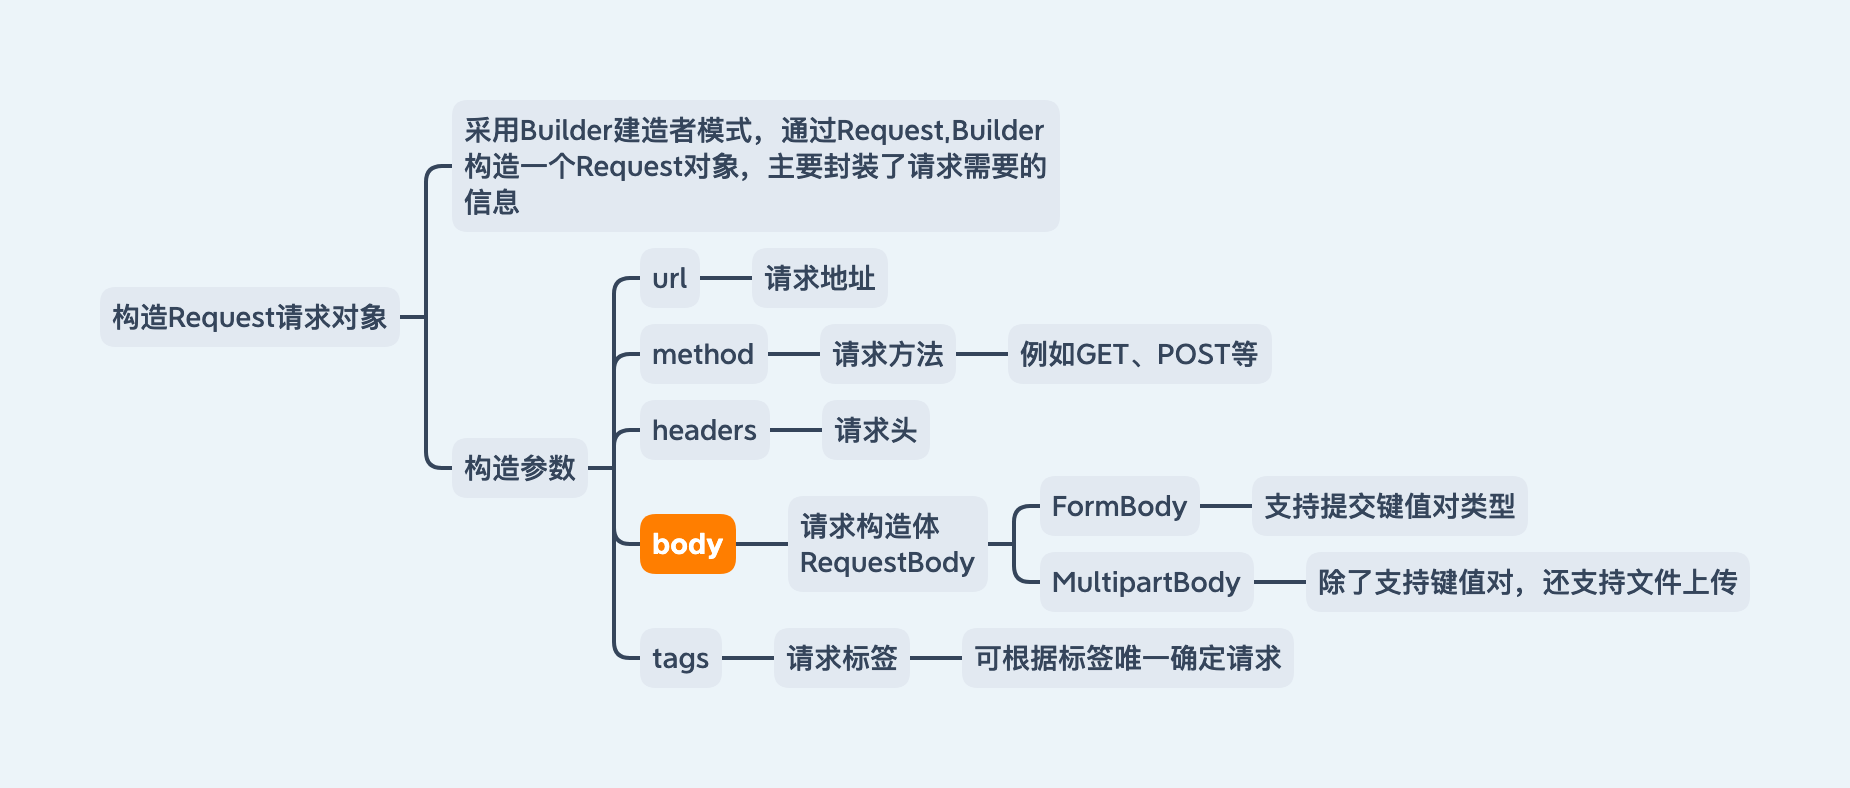 构造Request请求对象
采用Builder建造者模式，通过Request,Builder
构造一个Request对象，主要封装了请求需要的
信息
构造参数
url
请求地址
method
请求方法
例如GET、POST等
headers
请求头
body
请求构造体
RequestBody
FormBody
支持提交键值对类型
MultipartBody
除了支持键值对，还支持文件上传
tags
请求标签
可根据标签唯一确定请求